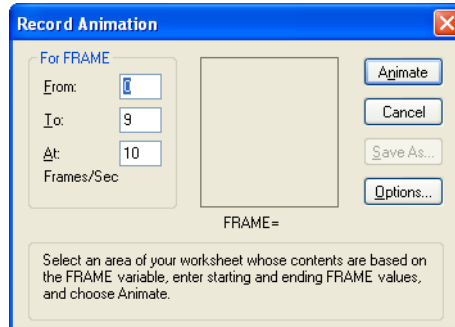 Record Animation
For FRAME
From: 0
To: 9
At: 10
Frames/Sec
Animate
Cancel
Save As...
Options...
FRAME=
Select an area of your worksheet whose contents are based on
the FRAME variable, enter starting and ending FRAME values,
and choose Animate.